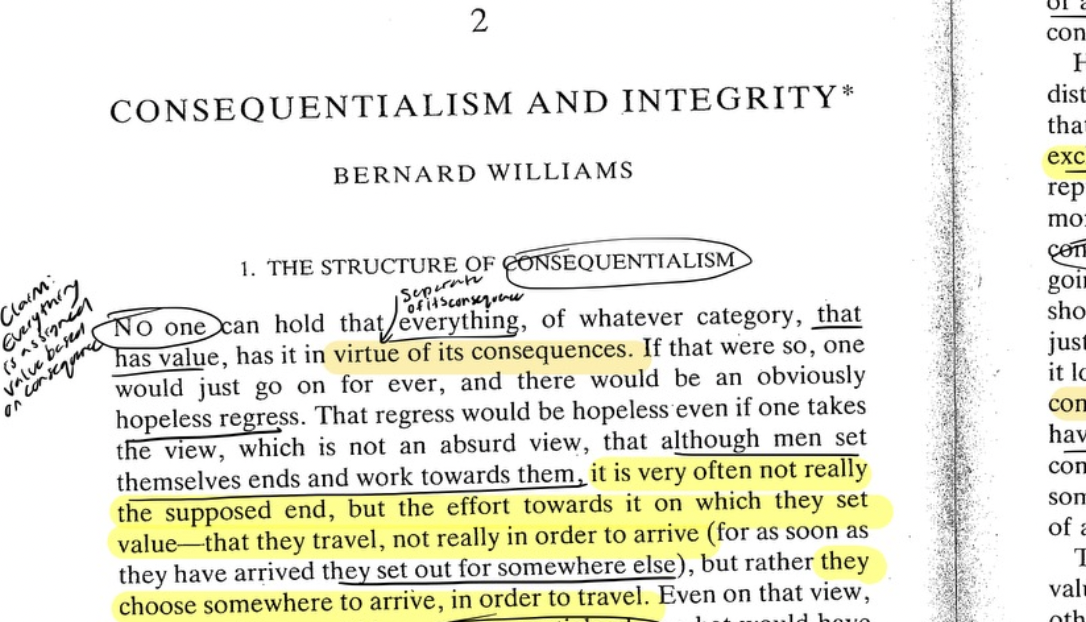 2
CONSEQUENTIALISM AND INTEGRITY*
BERNARD WILLIAMS
1. THE STRUCTURE OF CONSEQUENTIALISM
separate
of its consequence
Claim:
everything
is assigned
value based
on consequence
No one can hold that everything, of whatever category, that
has value, has it in virtue of its consequences. If that were so, one
would just go on for ever, and there would be an obviously
hopeless regress. That regress would be hopeless even if one takes
the view, which is not an absurd view, that although men set
themselves ends and work towards them, it is very often not really
the supposed end, but the effort towards it on which they set
value—that they travel, not really in order to arrive (for as soon as
they have arrived they set out for somewhere else), but rather they
choose somewhere to arrive, in order to travel. Even on that view,
of a
con
H
dist
that
exc
rep
mor
con
goin
sho
just
it lo
con
hav
con
som
of a
T
valu
oth